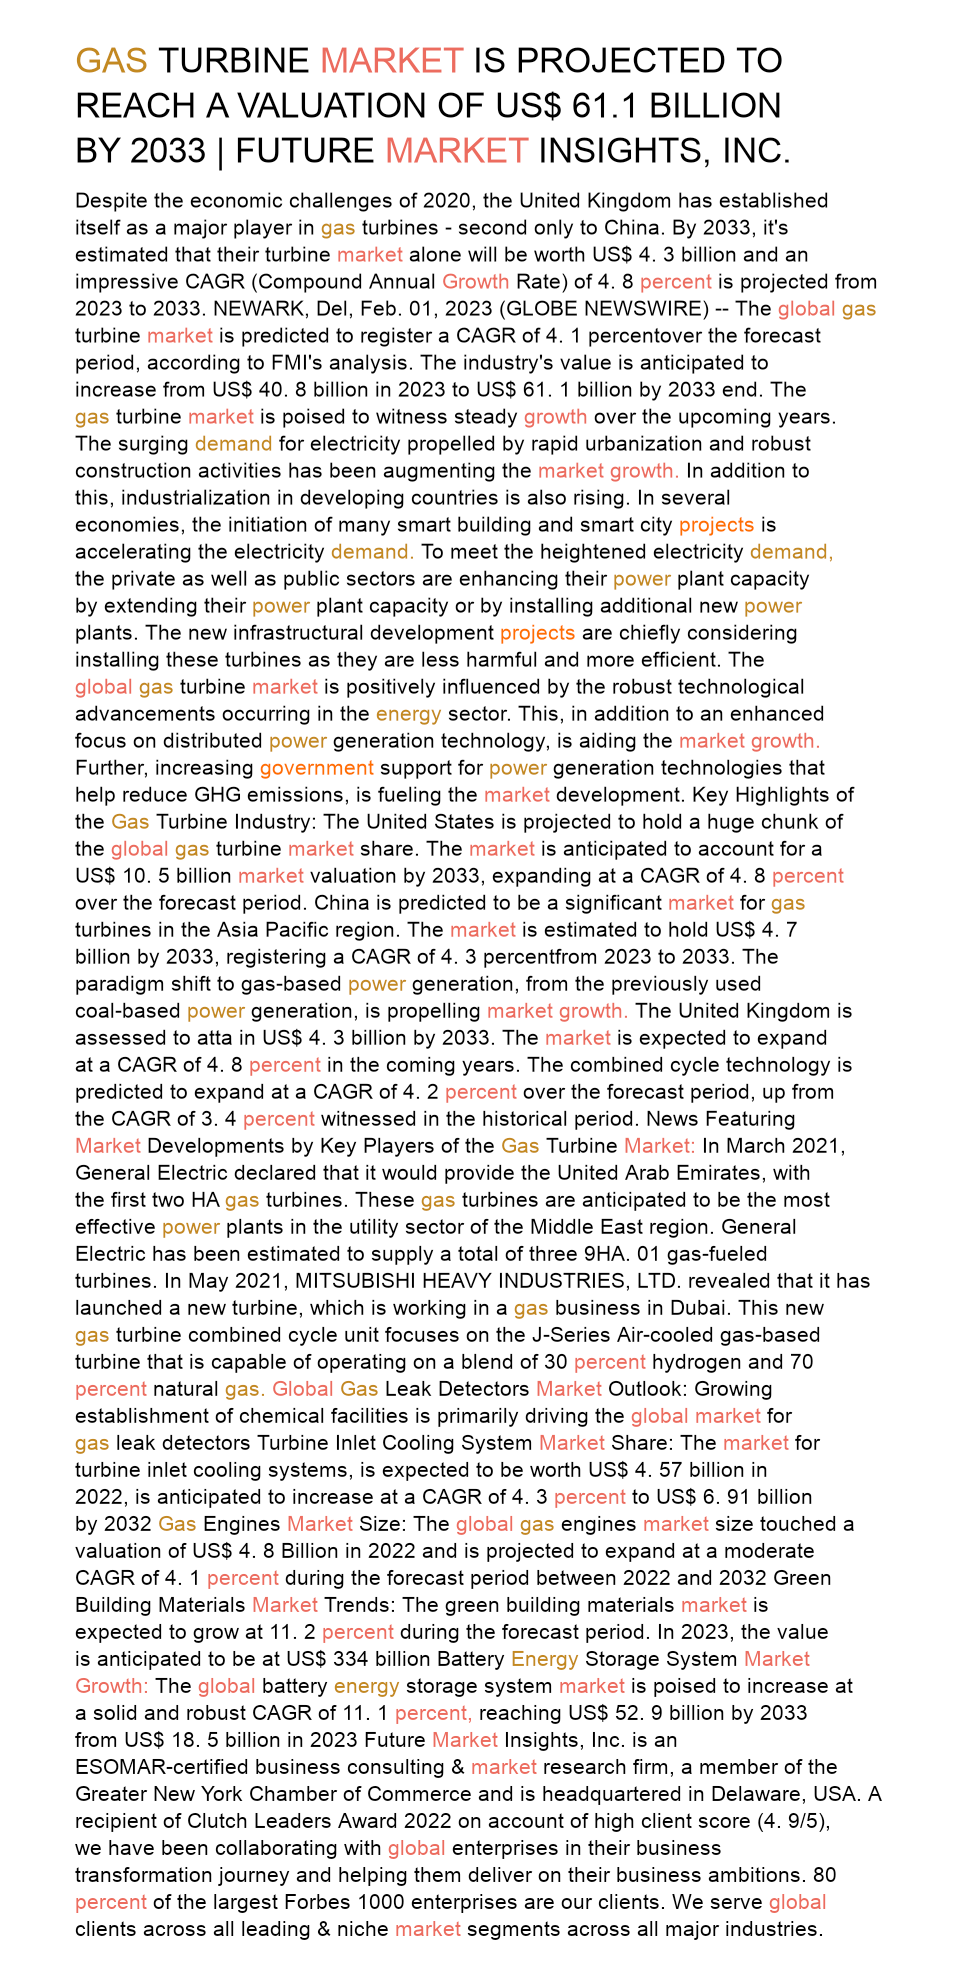 GAS TURBINE MARKET IS PROJECTED TO
REACH A VALUATION OF US$ 61.1 BILLION
BY 2033 | FUTURE MARKET INSIGHTS, INC.
Despite the economic challenges of 2020, the United Kingdom has established
itself as a major player in gas turbines - second only to China. By 2033, it's
estimated that their turbine market alone will be worth US$ 4. 3 billion and an
impressive CAGR (Compound Annual Growth Rate) of 4. 8 percent is projected from
2023 to 2033. NEWARK, Del, Feb. 01, 2023 (GLOBE NEWSWIRE) -- The global gas
turbine market is predicted to register a CAGR of 4. 1 percentover the forecast
period, according to FMI's analysis. The industry's value is anticipated to
increase from US$ 40. 8 billion in 2023 to US$ 61. 1 billion by 2033 end. The
gas turbine market is poised to witness steady growth over the upcoming years.
The surging demand for electricity propelled by rapid urbanization and robust
construction activities has been augmenting the market growth. In addition to
this, industrialization in developing countries is also rising. In several
economies, the initiation of many smart building and smart city projects is
accelerating the electricity demand. To meet the heightened electricity demand,
the private as well as public sectors are enhancing their power plant capacity
by extending their power plant capacity or by installing additional new power
plants. The new infrastructural development projects are chiefly considering
installing these turbines as they are less harmful and more efficient. The
global gas turbine market is positively influenced by the robust technological
advancements occurring in the energy sector. This, in addition to an enhanced
focus on distributed power generation technology, is aiding the market growth.
Further, increasing government support for power generation technologies that
help reduce GHG emissions, is fueling the market development. Key Highlights of
the Gas Turbine Industry: The United States is projected to hold a huge chunk of
the global gas turbine market share. The market is anticipated to account for a
US$ 10. 5 billion market valuation by 2033, expanding at a CAGR of 4. 8 percent
over the forecast period. China is predicted to be a significant market for gas
turbines in the Asia Pacific region. The market is estimated to hold US$ 4. 7
billion by 2033, registering a CAGR of 4. 3 percentfrom 2023 to 2033. The
paradigm shift to gas-based power generation, from the previously used
coal-based power generation, is propelling market growth. The United Kingdom is
assessed to atta in US$ 4. 3 billion by 2033. The market is expected to expand
at a CAGR of 4. 8 percent in the coming years. The combined cycle technology is
predicted to expand at a CAGR of 4. 2 percent over the forecast period, up from
the CAGR of 3. 4 percent witnessed in the historical period. News Featuring
Market Developments by Key Players of the Gas Turbine Market: In March 2021,
General Electric declared that it would provide the United Arab Emirates, with
the first two HA gas turbines. These gas turbines are anticipated to be the most
effective power plants in the utility sector of the Middle East region. General
Electric has been estimated to supply a total of three 9HA. 01 gas-fueled
turbines. In May 2021, MITSUBISHI HEAVY INDUSTRIES, LTD. revealed that it has
launched a new turbine, which is working in a gas business in Dubai. This new
gas turbine combined cycle unit focuses on the J-Series Air-cooled gas-based
turbine that is capable of operating on a blend of 30 percent hydrogen and 70
percent natural gas. Global Gas Leak Detectors Market Outlook: Growing
establishment of chemical facilities is primarily driving the global market for
gas leak detectors Turbine Inlet Cooling System Market Share: The market for
turbine inlet cooling systems, is expected to be worth US$ 4. 57 billion in
2022, is anticipated to increase at a CAGR of 4. 3 percent to US$ 6. 91 billion
by 2032 Gas Engines Market Size: The global gas engines market size touched a
valuation of US$ 4. 8 Billion in 2022 and is projected to expand at a moderate
CAGR of 4. 1 percent during the forecast period between 2022 and 2032 Green
Building Materials Market Trends: The green building materials market is
expected to grow at 11. 2 percent during the forecast period. In 2023, the value
is anticipated to be at US$ 334 billion Battery Energy Storage System Market
Growth: The global battery energy storage system market is poised to increase at
a solid and robust CAGR of 11. 1 percent, reaching US$ 52. 9 billion by 2033
from US$ 18. 5 billion in 2023 Future Market Insights, Inc. is an
ESOMAR-certified business consulting & market research firm, a member of the
Greater New York Chamber of Commerce and is headquartered in Delaware, USA. A
recipient of Clutch Leaders Award 2022 on account of high client score (4. 9/5),
we have been collaborating with global enterprises in their business
transformation journey and helping them deliver on their business ambitions. 80
percent of the largest Forbes 1000 enterprises are our clients. We serve global
clients across all leading & niche market segments across all major industries.